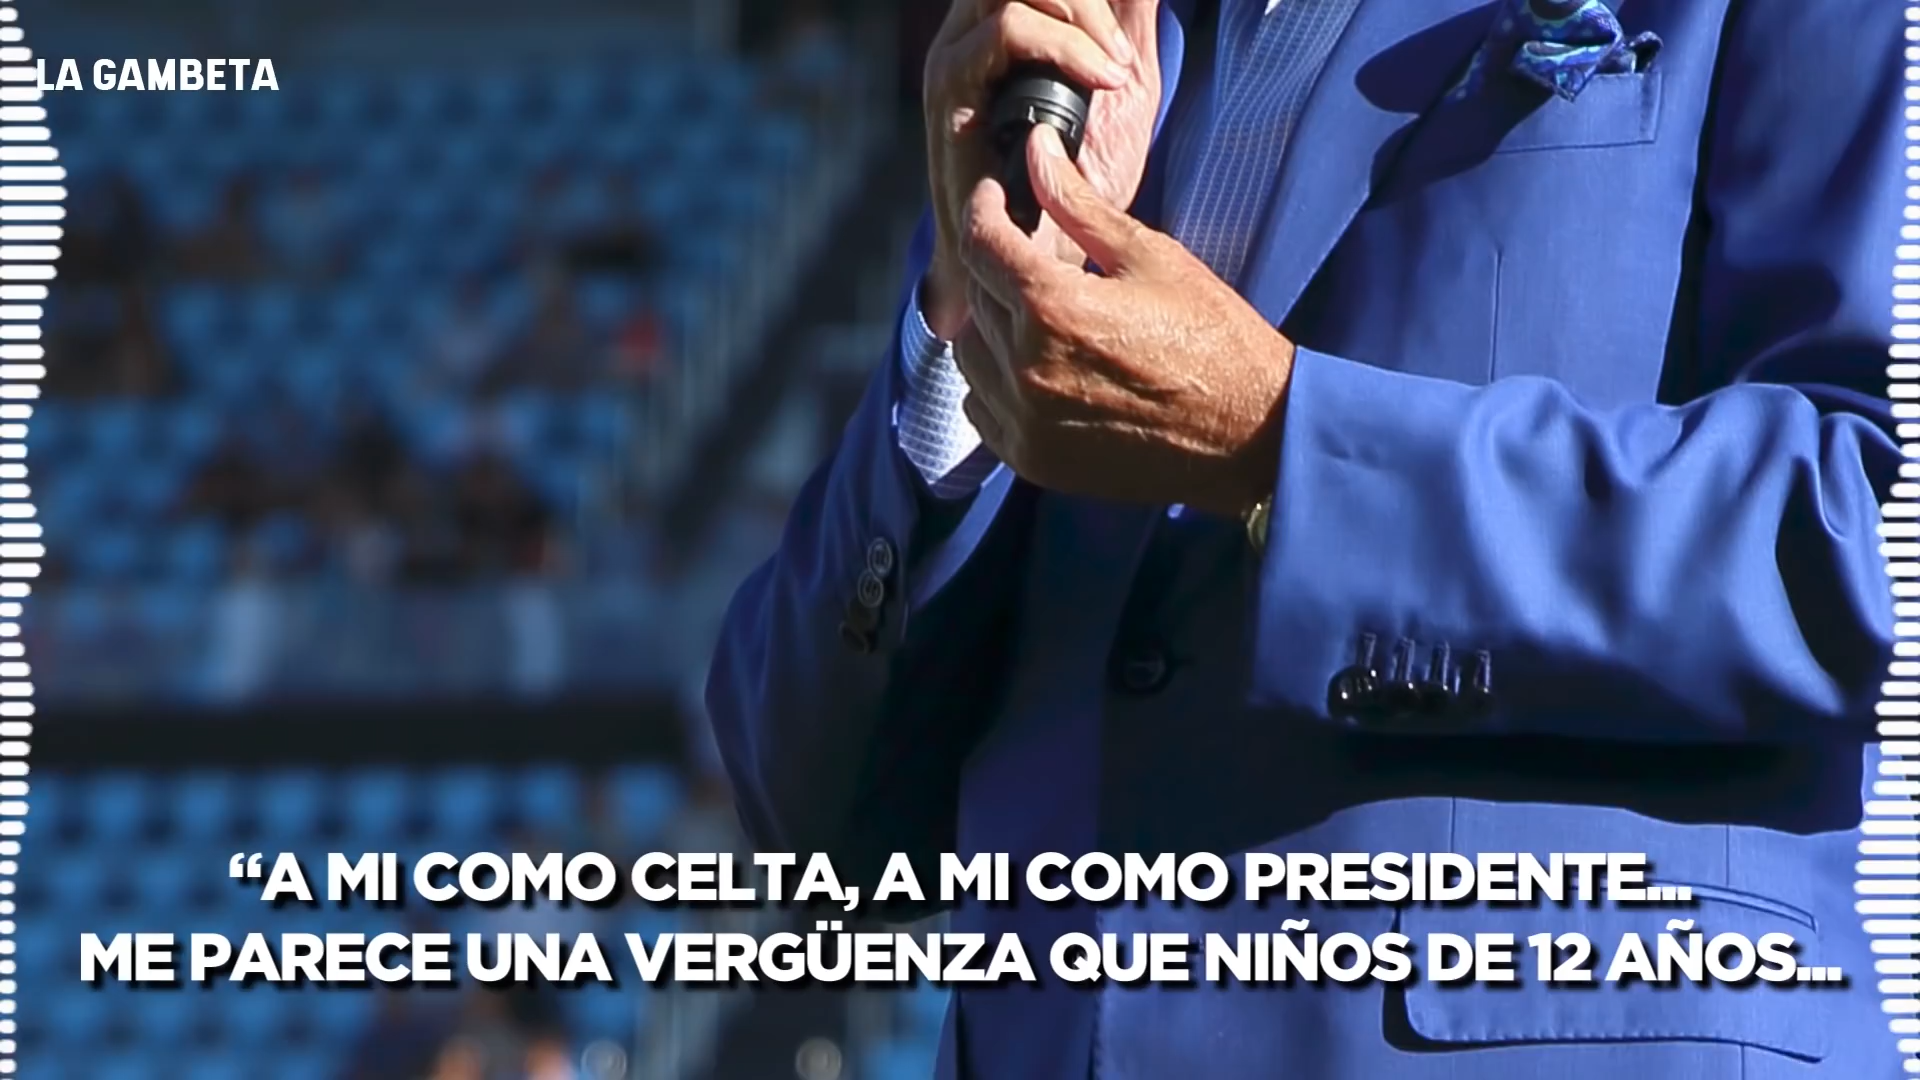 LA GAMBETA
“A MI COMO CELTA, A MI COMO PRESIDENTE...
ME PARECE UNA VERGÜENZA QUE NIÑOS DE 12 AÑOS...